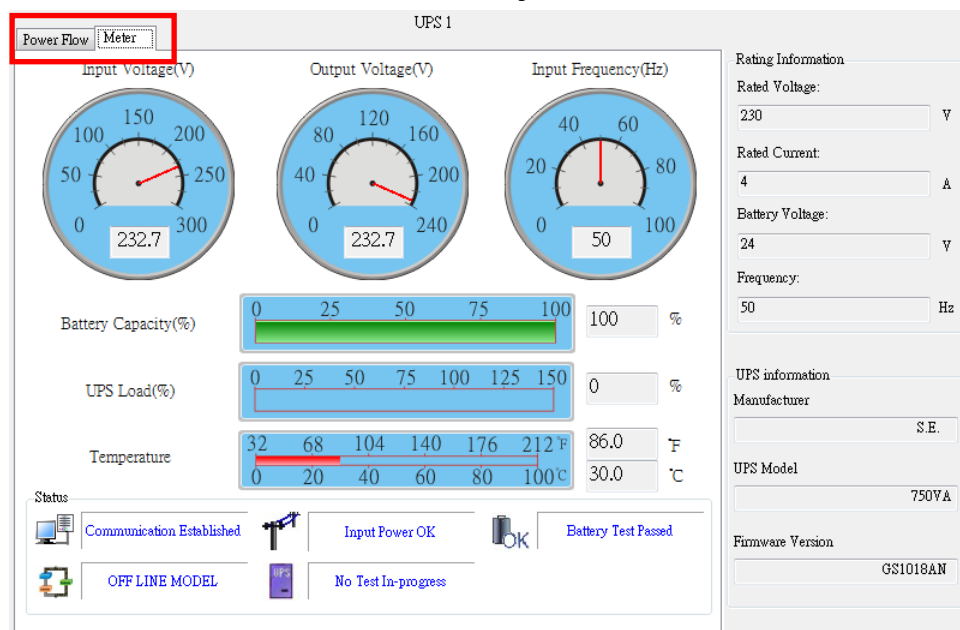 UPS 1
Power Flow Meter
Input Voltage(V) Output Voltage(V) Input Frequency(Hz)
0 50 100 150 200 250 300
232.7
0 40 80 120 160 200 240
232.7
0 20 40 60 80 100
50
Battery Capacity(%) 0 25 50 75 100 100 %
UPS Load(%) 0 25 50 75 100 125 150 0 %
Temperature
32 68 104 140 176 212 °F 86.0 °F
0 20 40 60 80 100 °C 30.0 °C
Status
Communication Established Input Power OK OK Battery Test Passed
OFF LINE MODEL UPS No Test In-progress
Rating Information
Rated Voltage:
230 V
Rated Current:
4 A
Battery Voltage:
24 V
Frequency:
50 Hz
UPS information
Manufacturer
S.E.
UPS Model
750VA
Firmware Version
GS1018AN